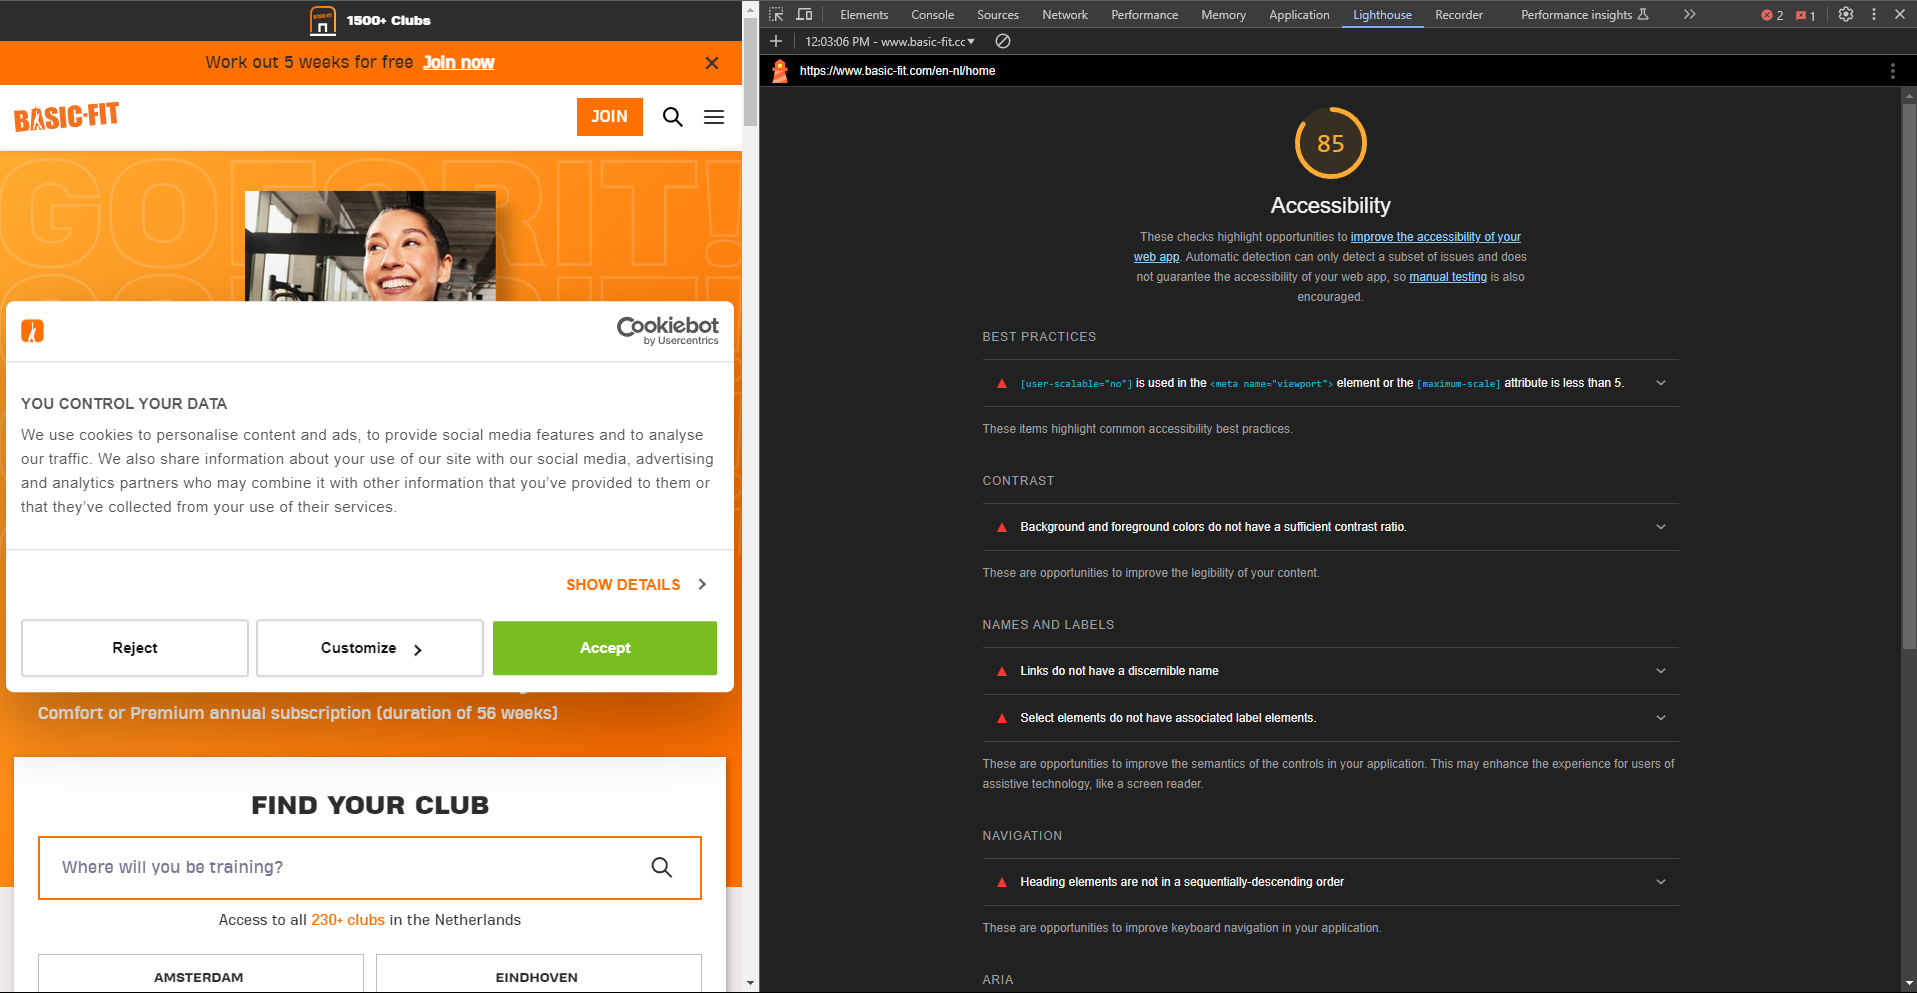 1500+ Clubs
Work out 5 weeks for free Join now
BASIC-FIT
JOIN
GOFORIT!
Cookiebot
by Usercentrics
YOU CONTROL YOUR DATA
We use cookies to personalise content and ads, to provide social media features and to analyse
our traffic. We also share information about your use of our site with our social media, advertising
and analytics partners who may combine it with other information that you've provided to them or
that they've collected from your use of their services.
SHOW DETAILS
Reject
Customize
Accept
Comfort or Premium annual subscription (duration of 56 weeks)
FIND YOUR CLUB
Where will you be training?
Access to all 230+ clubs in the Netherlands
AMSTERDAM
EINDHOVEN
Elements Console Sources Network Performance Memory Application Lighthouse Recorder Performance insights 2 1
12:03:06 PM - www.basic-fit.cc
https://www.basic-fit.com/en-nl/home
85
Accessibility
These checks highlight opportunities to improve the accessibility of your
web app. Automatic detection can only detect a subset of issues and does
not guarantee the accessibility of your web app, so manual testing is also
encouraged.
BEST PRACTICES
[user-scalable="no"] is used in the <meta name="viewport"> element or the [maximum-scale] attribute is less than 5.
These items highlight common accessibility best practices.
CONTRAST
Background and foreground colors do not have a sufficient contrast ratio.
These are opportunities to improve the legibility of your content.
NAMES AND LABELS
Links do not have a discernible name
Select elements do not have associated label elements.
These are opportunities to improve the semantics of the controls in your application. This may enhance the experience for users of
assistive technology, like a screen reader.
NAVIGATION
Heading elements are not in a sequentially-descending order
These are opportunities to improve keyboard navigation in your application.
ARIA